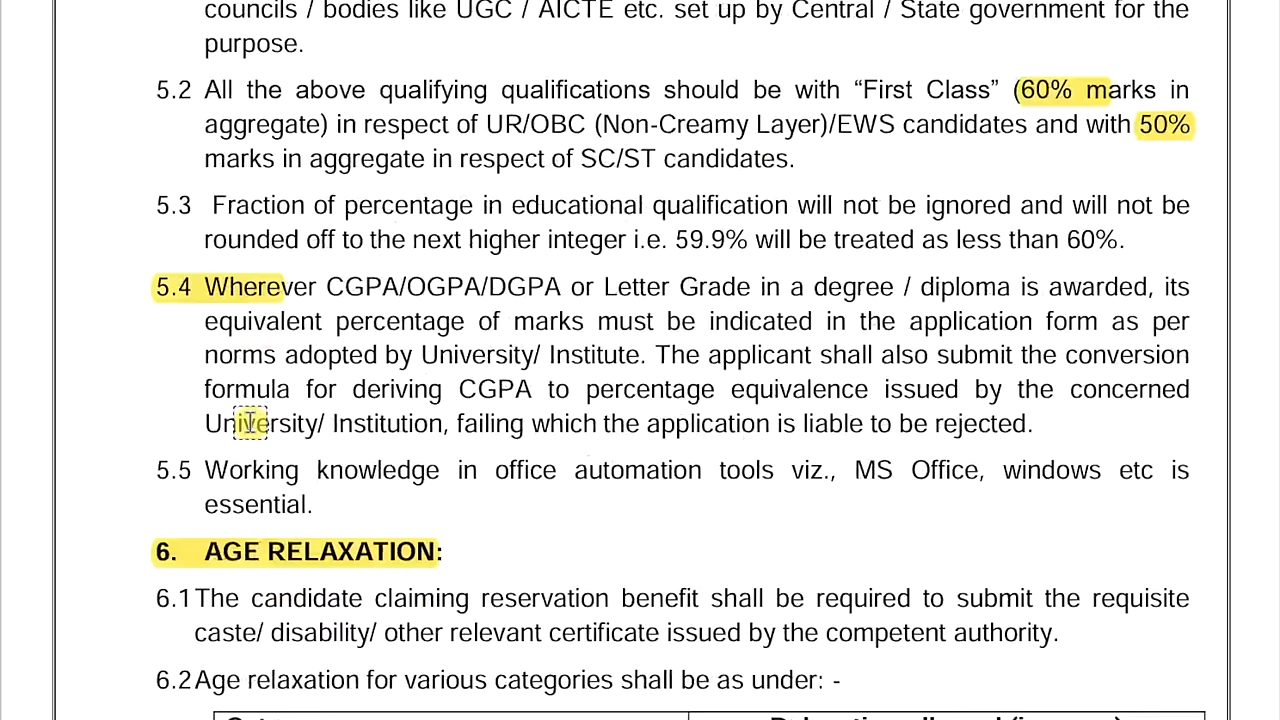 councils / bodies like UGC / AICTE etc. set up by Central / State government for the
purpose.
5.2 All the above qualifying qualifications should be with “First Class” (60% marks in
aggregate) in respect of UR/OBC (Non-Creamy Layer)/EWS candidates and with 50%
marks in aggregate in respect of SC/ST candidates.
5.3 Fraction of percentage in educational qualification will not be ignored and will not be
rounded off to the next higher integer i.e. 59.9% will be treated as less than 60%.
5.4 Wherever CGPA/OGPA/DGPA or Letter Grade in a degree / diploma is awarded, its
equivalent percentage of marks must be indicated in the application form as per
norms adopted by University/ Institute. The applicant shall also submit the conversion
formula for deriving CGPA to percentage equivalence issued by the concerned
University/ Institution, failing which the application is liable to be rejected.
5.5 Working knowledge in office automation tools viz., MS Office, windows etc is
essential.
6. AGE RELAXATION:
6.1 The candidate claiming reservation benefit shall be required to submit the requisite
caste/ disability/ other relevant certificate issued by the competent authority.
6.2 Age relaxation for various categories shall be as under: -